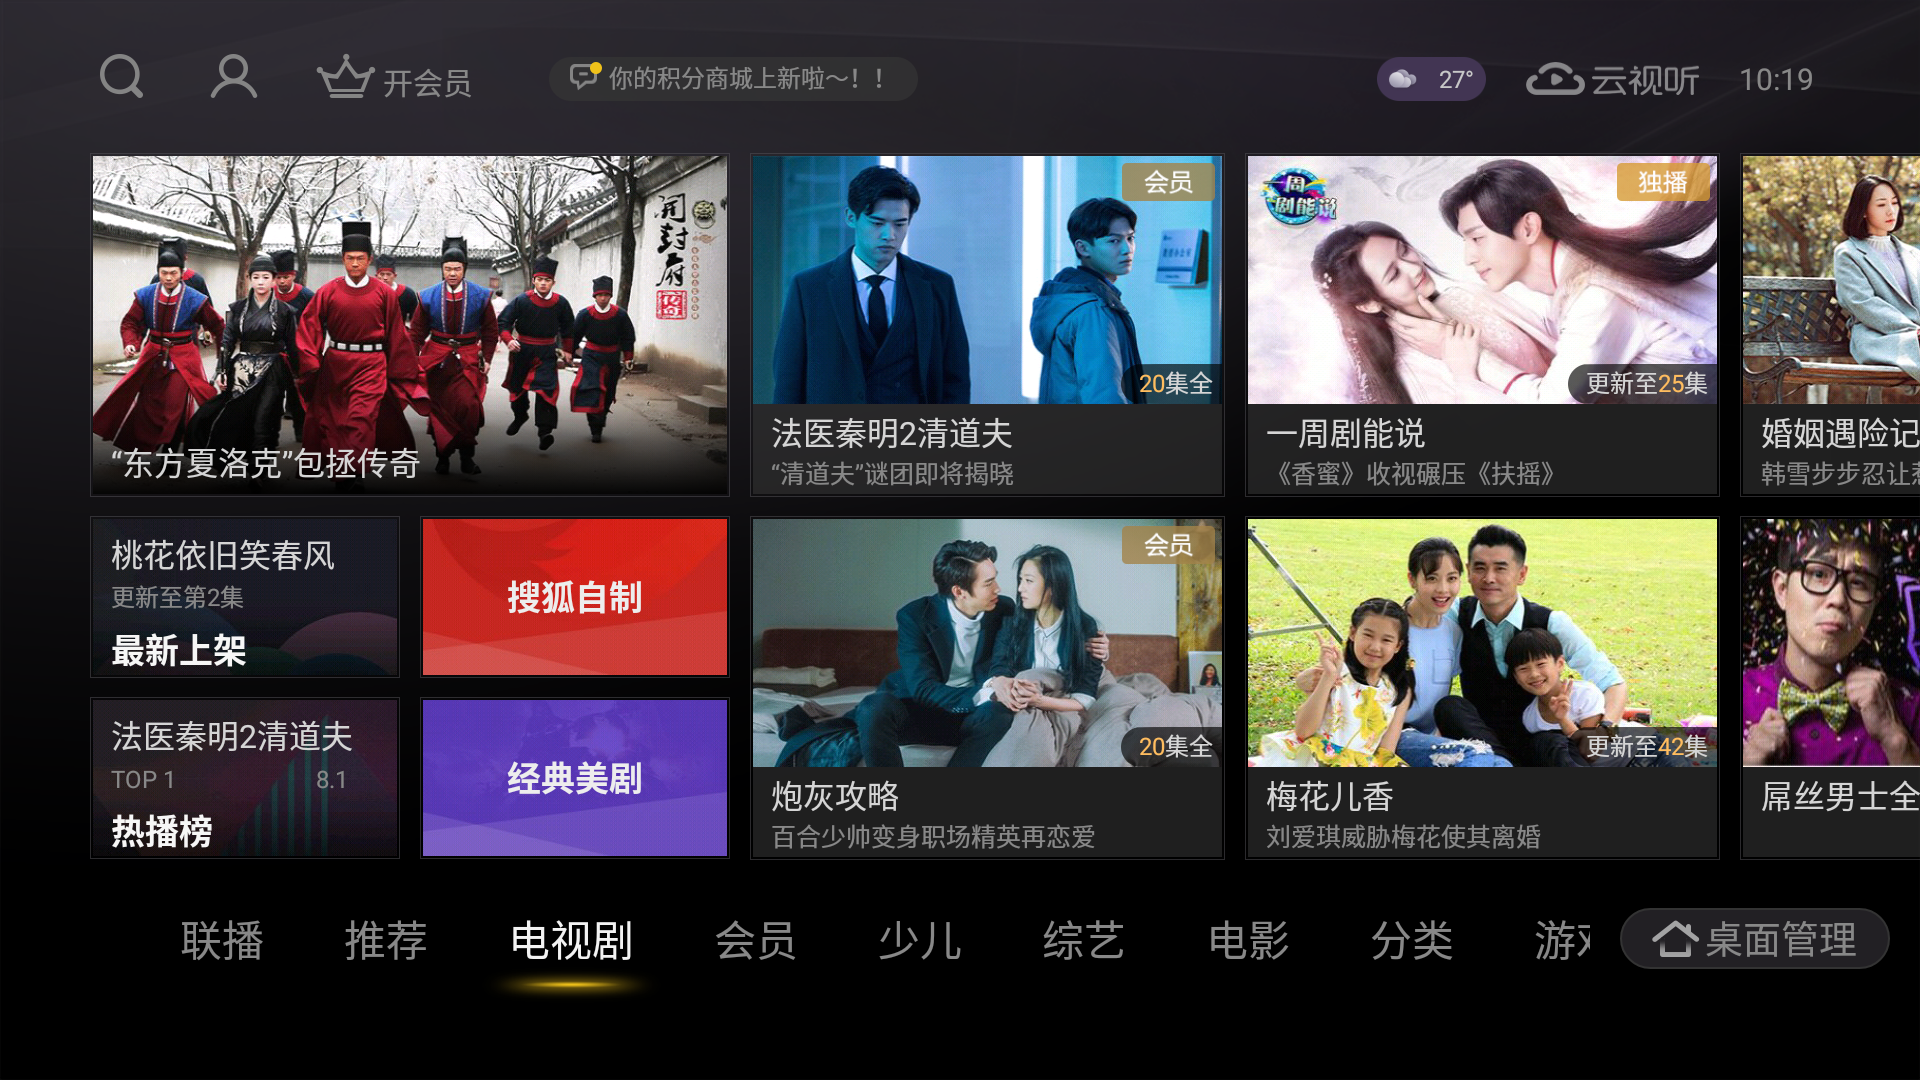 开会员
你的积分商城上新啦~！！
27°
云视听
10:19
开封府
传奇
“东方夏洛克”包拯传奇
会员
20集全
法医秦明2清道夫
“清道夫”谜团即将揭晓
一周
剧能说
独播
更新至25集
一周剧能说
《香蜜》收视碾压《扶摇》
婚姻遇险记
韩雪步步忍让
桃花依旧笑春风
更新至第2集
最新上架
搜狐自制
法医秦明2清道夫
TOP 1
8.1
热播榜
经典美剧
会员
20集全
炮灰攻略
百合少帅变身职场精英再恋爱
更新至42集
梅花儿香
刘爱琪威胁梅花使其离婚
屌丝男士全
联播
推荐
电视剧
会员
少儿
综艺
电影
分类
游
桌面管理